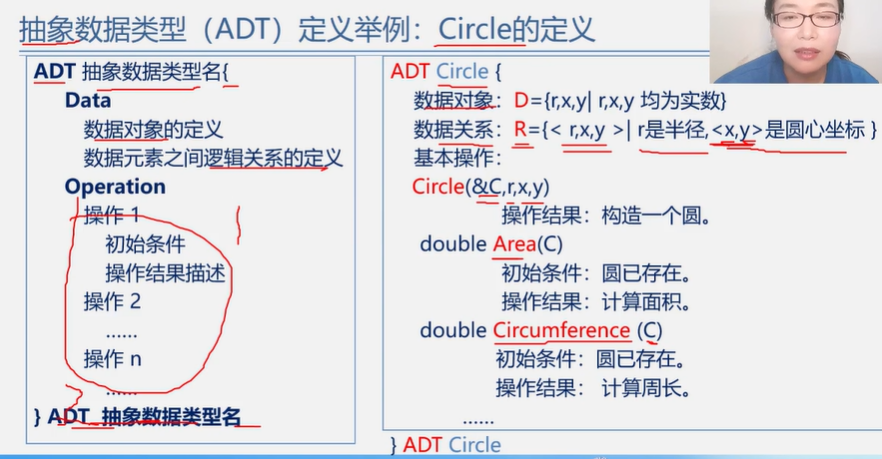 抽象数据类型（ADT）定义举例：Circle的定义
ADT 抽象数据类型名{
Data
数据对象的定义
数据元素之间逻辑关系的定义
Operation
操作 1
初始条件
操作结果描述
操作 2
……
操作 n
……
} ADT 抽象数据类型名
ADT Circle {
数据对象：D={r,x,y| r,x,y 均为实数}
数据关系：R={< r,x,y >| r是半径,<x,y>是圆心坐标 }
基本操作：
Circle(&C,r,x,y)
操作结果：构造一个圆。
double Area(C)
初始条件：圆已存在。
操作结果：计算面积。
double Circumference (C)
初始条件：圆已存在。
操作结果： 计算周长。
……
} ADT Circle